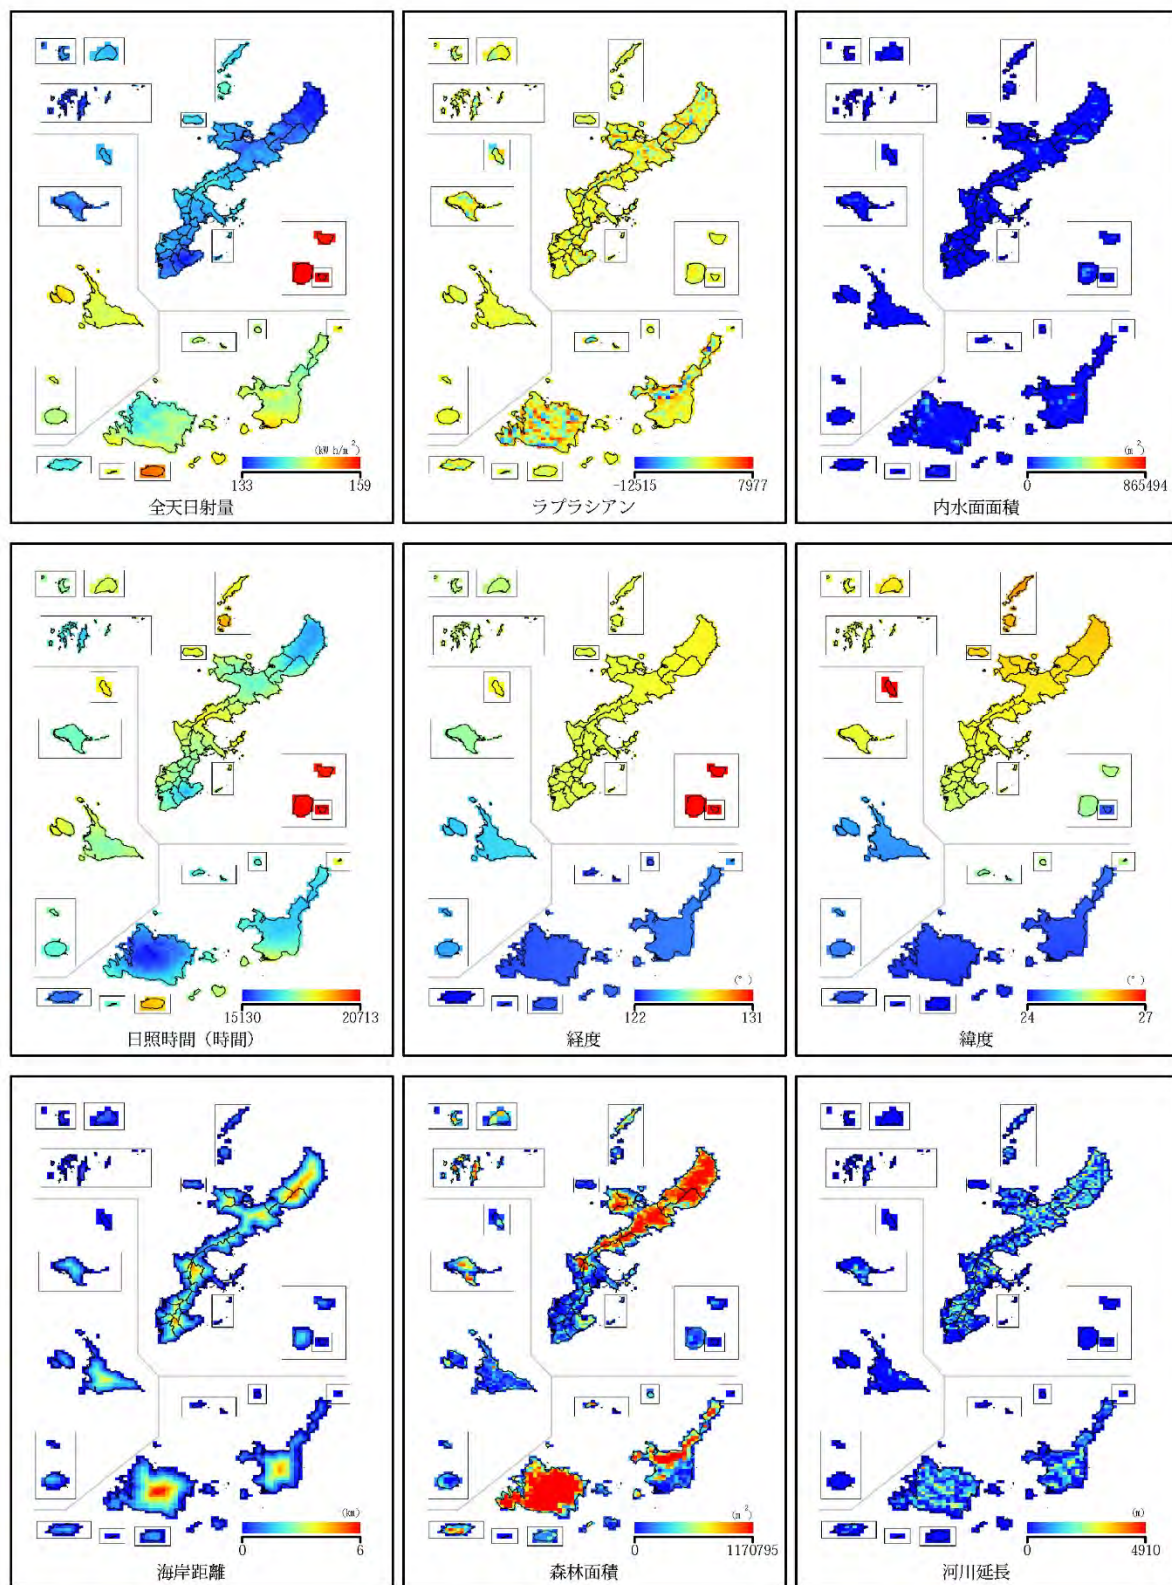 (kW h/m²)
133 159
全天日射量
-12515 7977
ラプラシアン
(m²)
0 865494
内水面面積
15130 20713
日照時間（時間）
(°)
122 131
経度
(°)
24 27
緯度
(km)
0 6
海岸距離
(m²)
0 1170795
森林面積
(m)
0 4910
河川延長